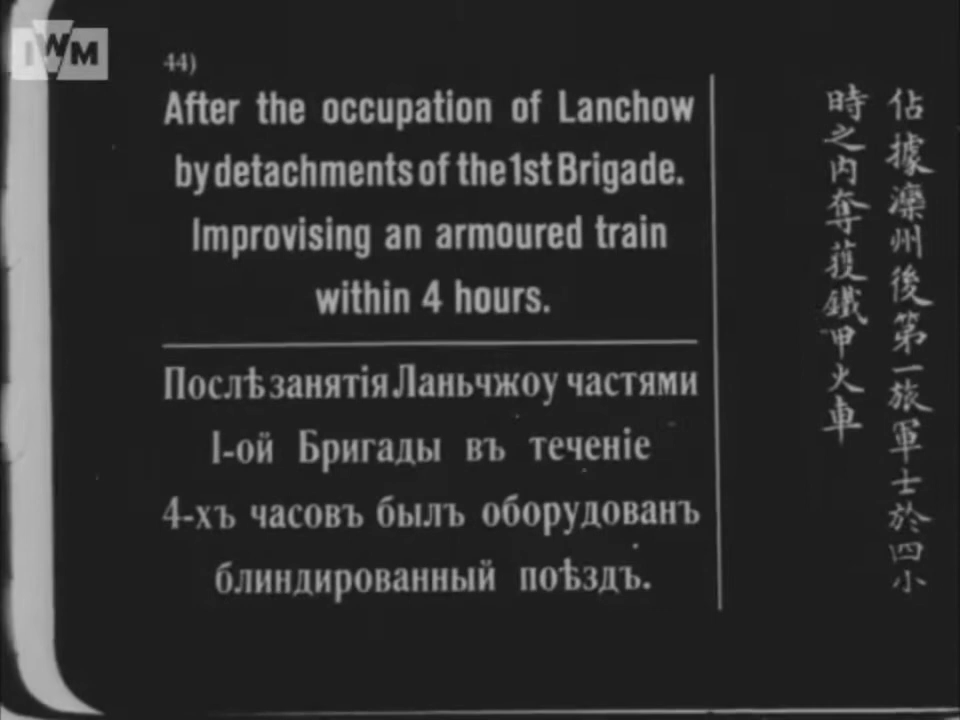 IWM
44)
After the occupation of Lanchow
by detachments of the 1st Brigade.
Improvising an armoured train
within 4 hours.
Послѣ занятія Ланьчжоу частями
I-ой Бригады въ теченіе
4-хъ часовъ былъ оборудованъ
блиндированный поѣздъ.
佔據灤州後第一旅軍士於四小
時之內奪獲鐵甲火車